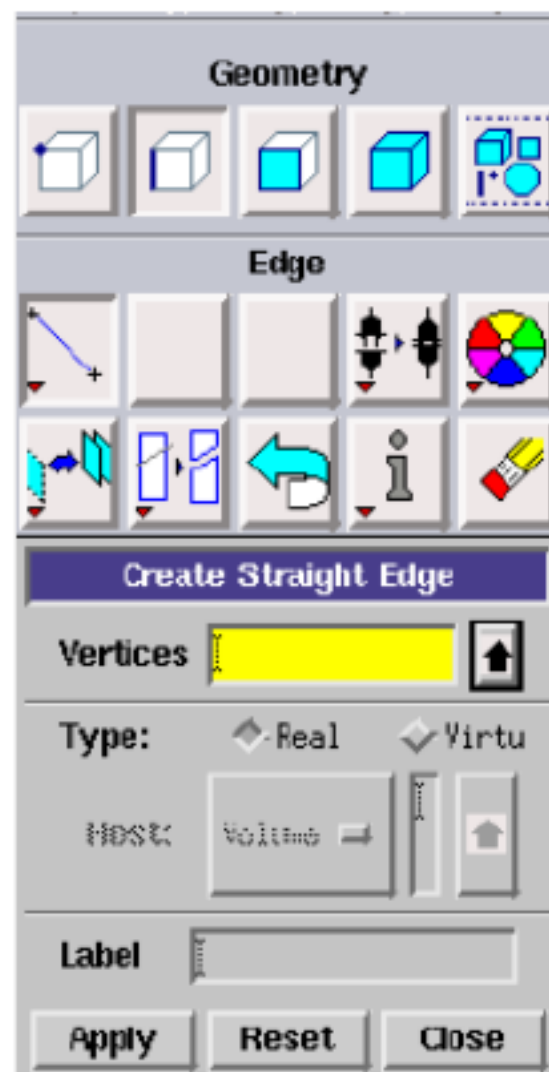 Geometry
Edge
Create Straight Edge
Vertices
Type: Real Virtu
Host: Volume
Label
Apply Reset Close